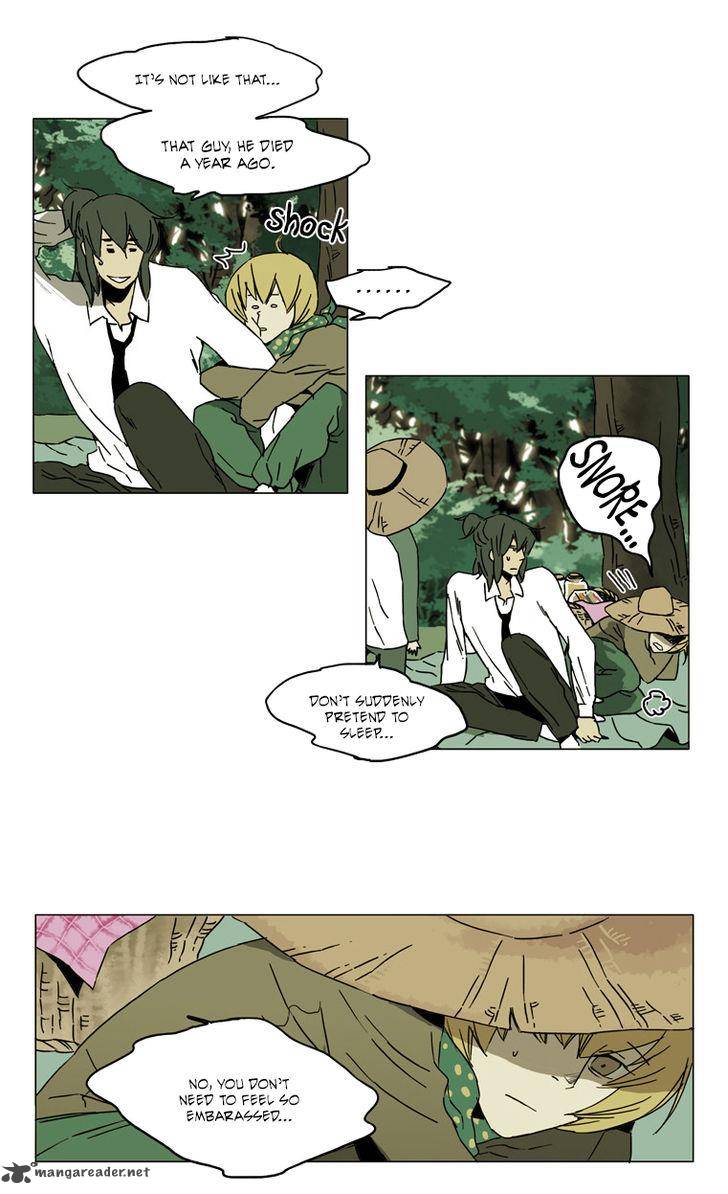 IT'S NOT LIKE THAT...
THAT GUY, HE DIED
A YEAR AGO.
shock
......
SNORE...
DON'T SUDDENLY
PRETEND TO
SLEEP...
NO, YOU DON'T
NEED TO FEEL SO
EMBARASSED...
mangareader.net